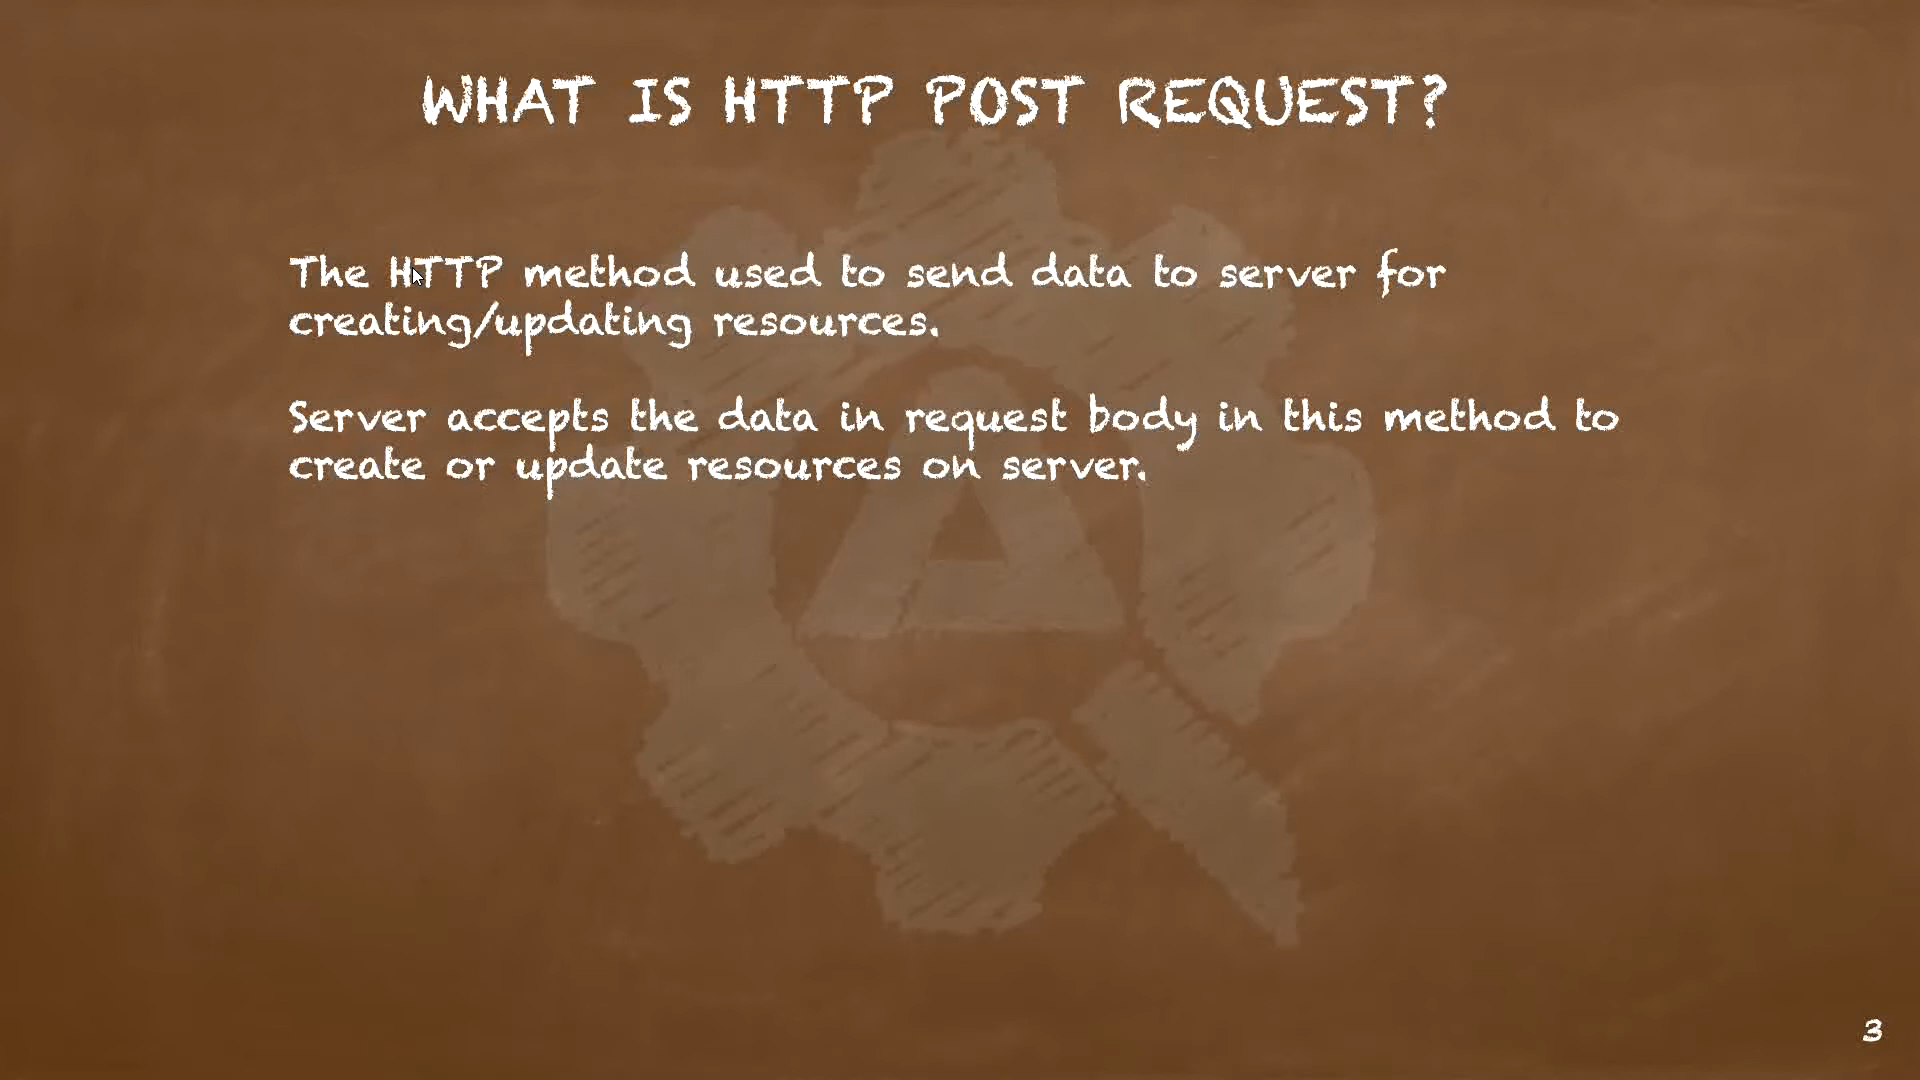 WHAT IS HTTP POST REQUEST?
The HTTP method used to send data to server for
creating/updating resources.
Server accepts the data in request body in this method to
create or update resources on server.
A
3